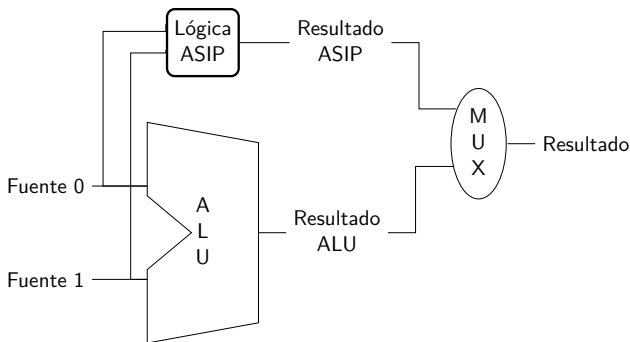 Lógica
ASIP
Resultado
ASIP
M
U
X
Resultado
Fuente 0
A
L
U
Resultado
ALU
Fuente 1